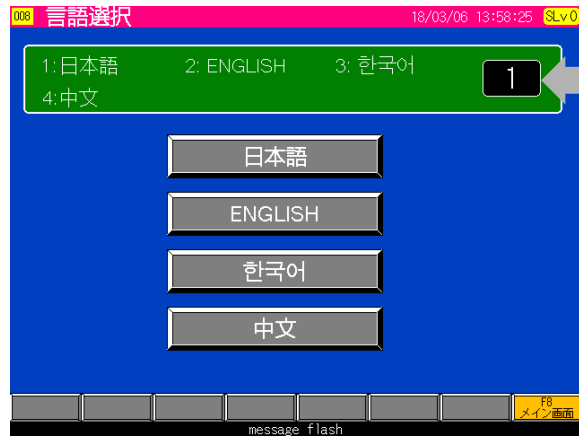 008 言語選択 18/03/06 13:58:25 SLv0
1:日本語 2: ENGLISH 3: 한국어
4:中文
1
日本語
ENGLISH
한국어
中文
F8
メイン画面
message flash